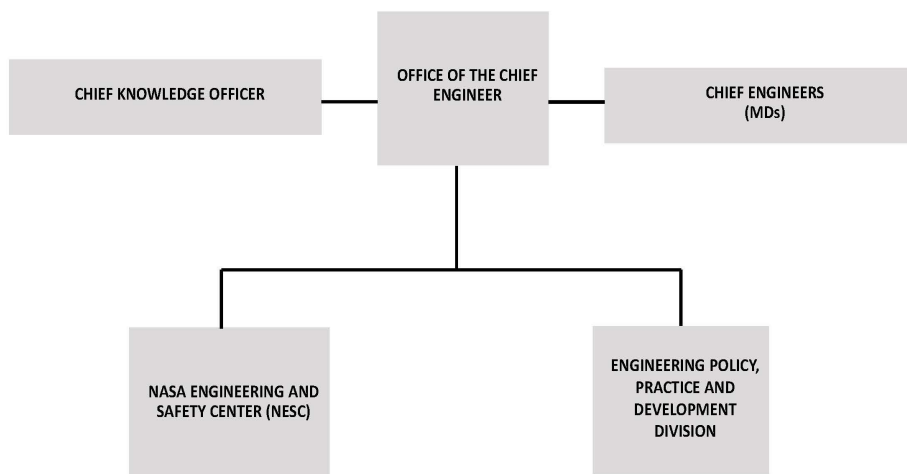 OFFICE OF THE CHIEF
ENGINEER
CHIEF KNOWLEDGE OFFICER
CHIEF ENGINEERS
(MDs)
NASA ENGINEERING AND
SAFETY CENTER (NESC)
ENGINEERING POLICY,
PRACTICE AND
DEVELOPMENT
DIVISION